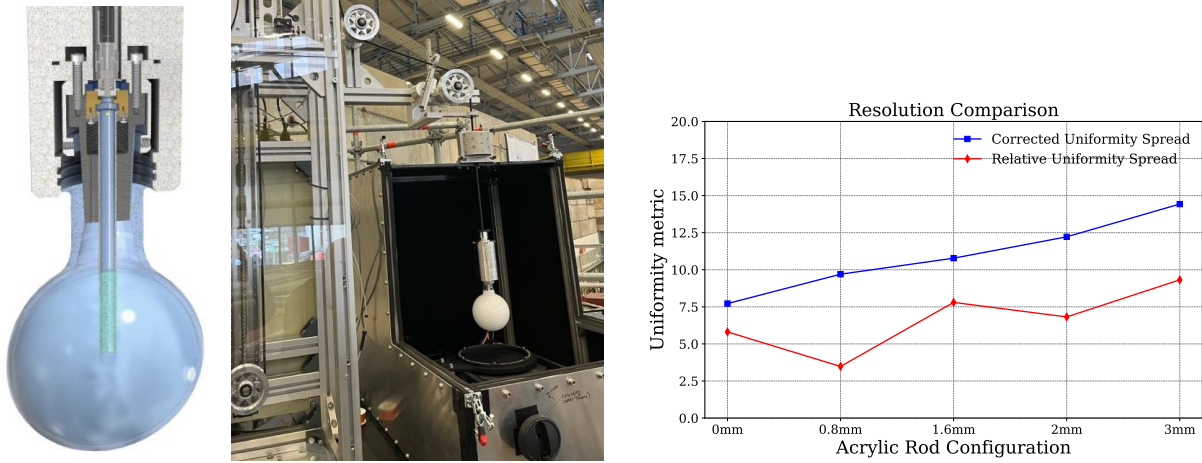 Resolution Comparison
20.0
17.5
15.0
12.5
10.0
7.5
5.0
2.5
0.0
Uniformity metric
Corrected Uniformity Spread
Relative Uniformity Spread
0mm
0.8mm
1.6mm
2mm
3mm
Acrylic Rod Configuration